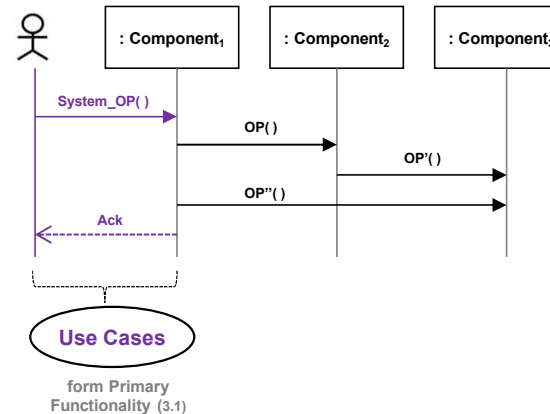 : Component₁
: Component₂
: Component₃
System_OP( )
OP( )
OP'( )
OP''( )
Ack
Use Cases
form Primary
Functionality (3.1)